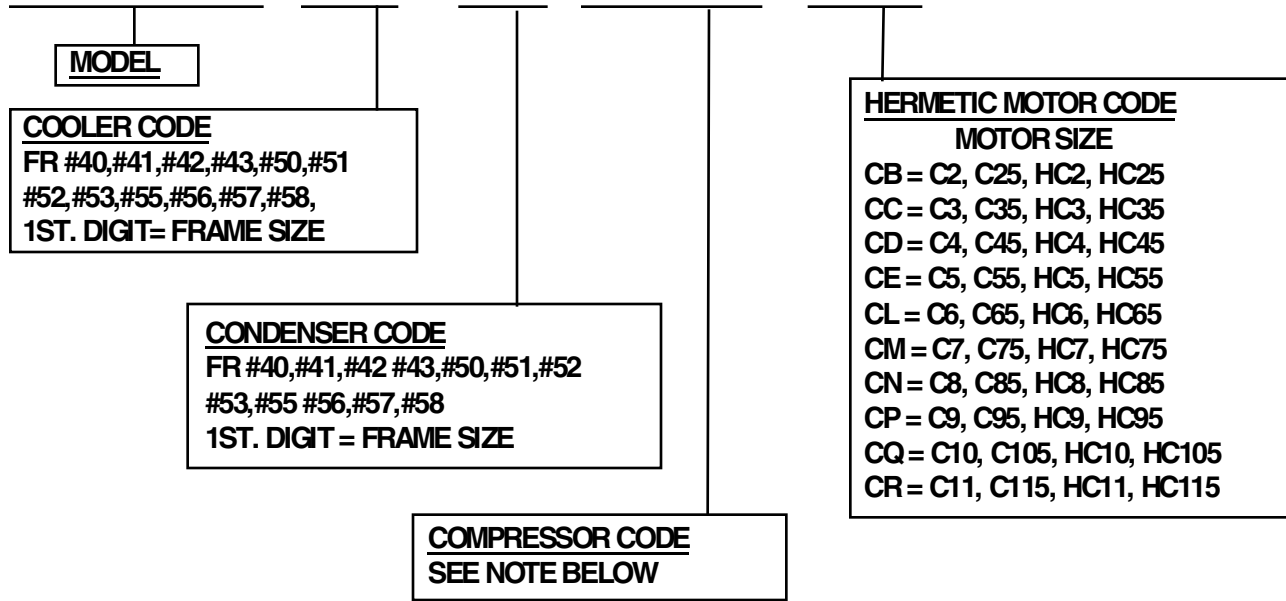 MODEL
COOLER CODE
FR #40,#41,#42,#43,#50,#51
#52,#53,#55,#56,#57,#58,
1ST. DIGIT= FRAME SIZE
CONDENSER CODE
FR #40,#41,#42 #43,#50,#51,#52
#53,#55 #56,#57,#58
1ST. DIGIT = FRAME SIZE
COMPRESSOR CODE
SEE NOTE BELOW
HERMETIC MOTOR CODE
MOTOR SIZE
CB = C2, C25, HC2, HC25
CC = C3, C35, HC3, HC35
CD = C4, C45, HC4, HC45
CE = C5, C55, HC5, HC55
CL = C6, C65, HC6, HC65
CM = C7, C75, HC7, HC75
CN = C8, C85, HC8, HC85
CP = C9, C95, HC9, HC95
CQ = C10, C105, HC10, HC105
CR = C11, C115, HC11, HC115